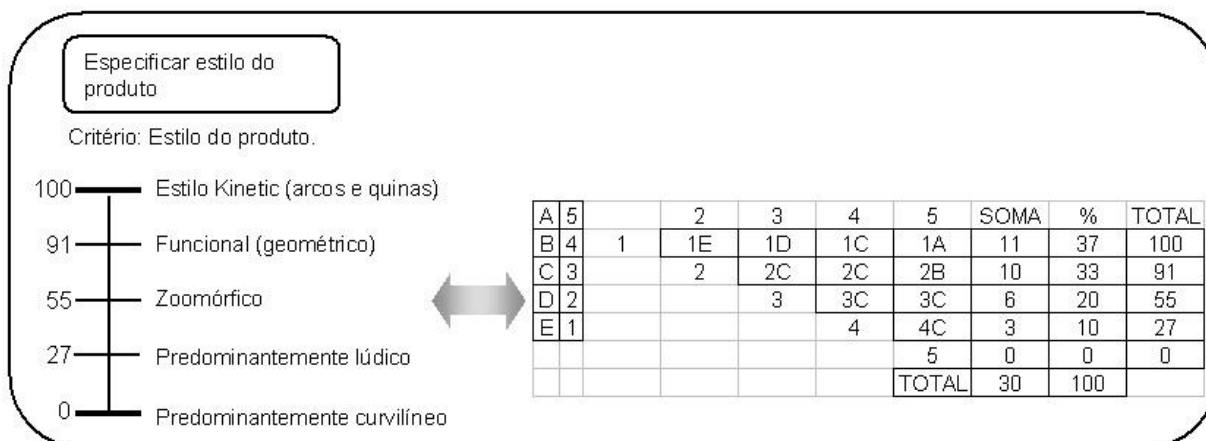 Especificar estilo do
produto
Critério: Estilo do produto.
100 Estilo Kinetic (arcos e quinas)
91 Funcional (geométrico)
55 Zoomórfico
27 Predominantemente lúdico
0 Predominantemente curvilíneo
A 5 2 3 4 5 SOMA % TOTAL
B 4 1 1E 1D 1C 1A 11 37 100
C 3 2 2C 2C 2B 10 33 91
D 2 3 3C 3C 6 20 55
E 1 4 4C 3 10 27
5 0 0 0
TOTAL 30 100